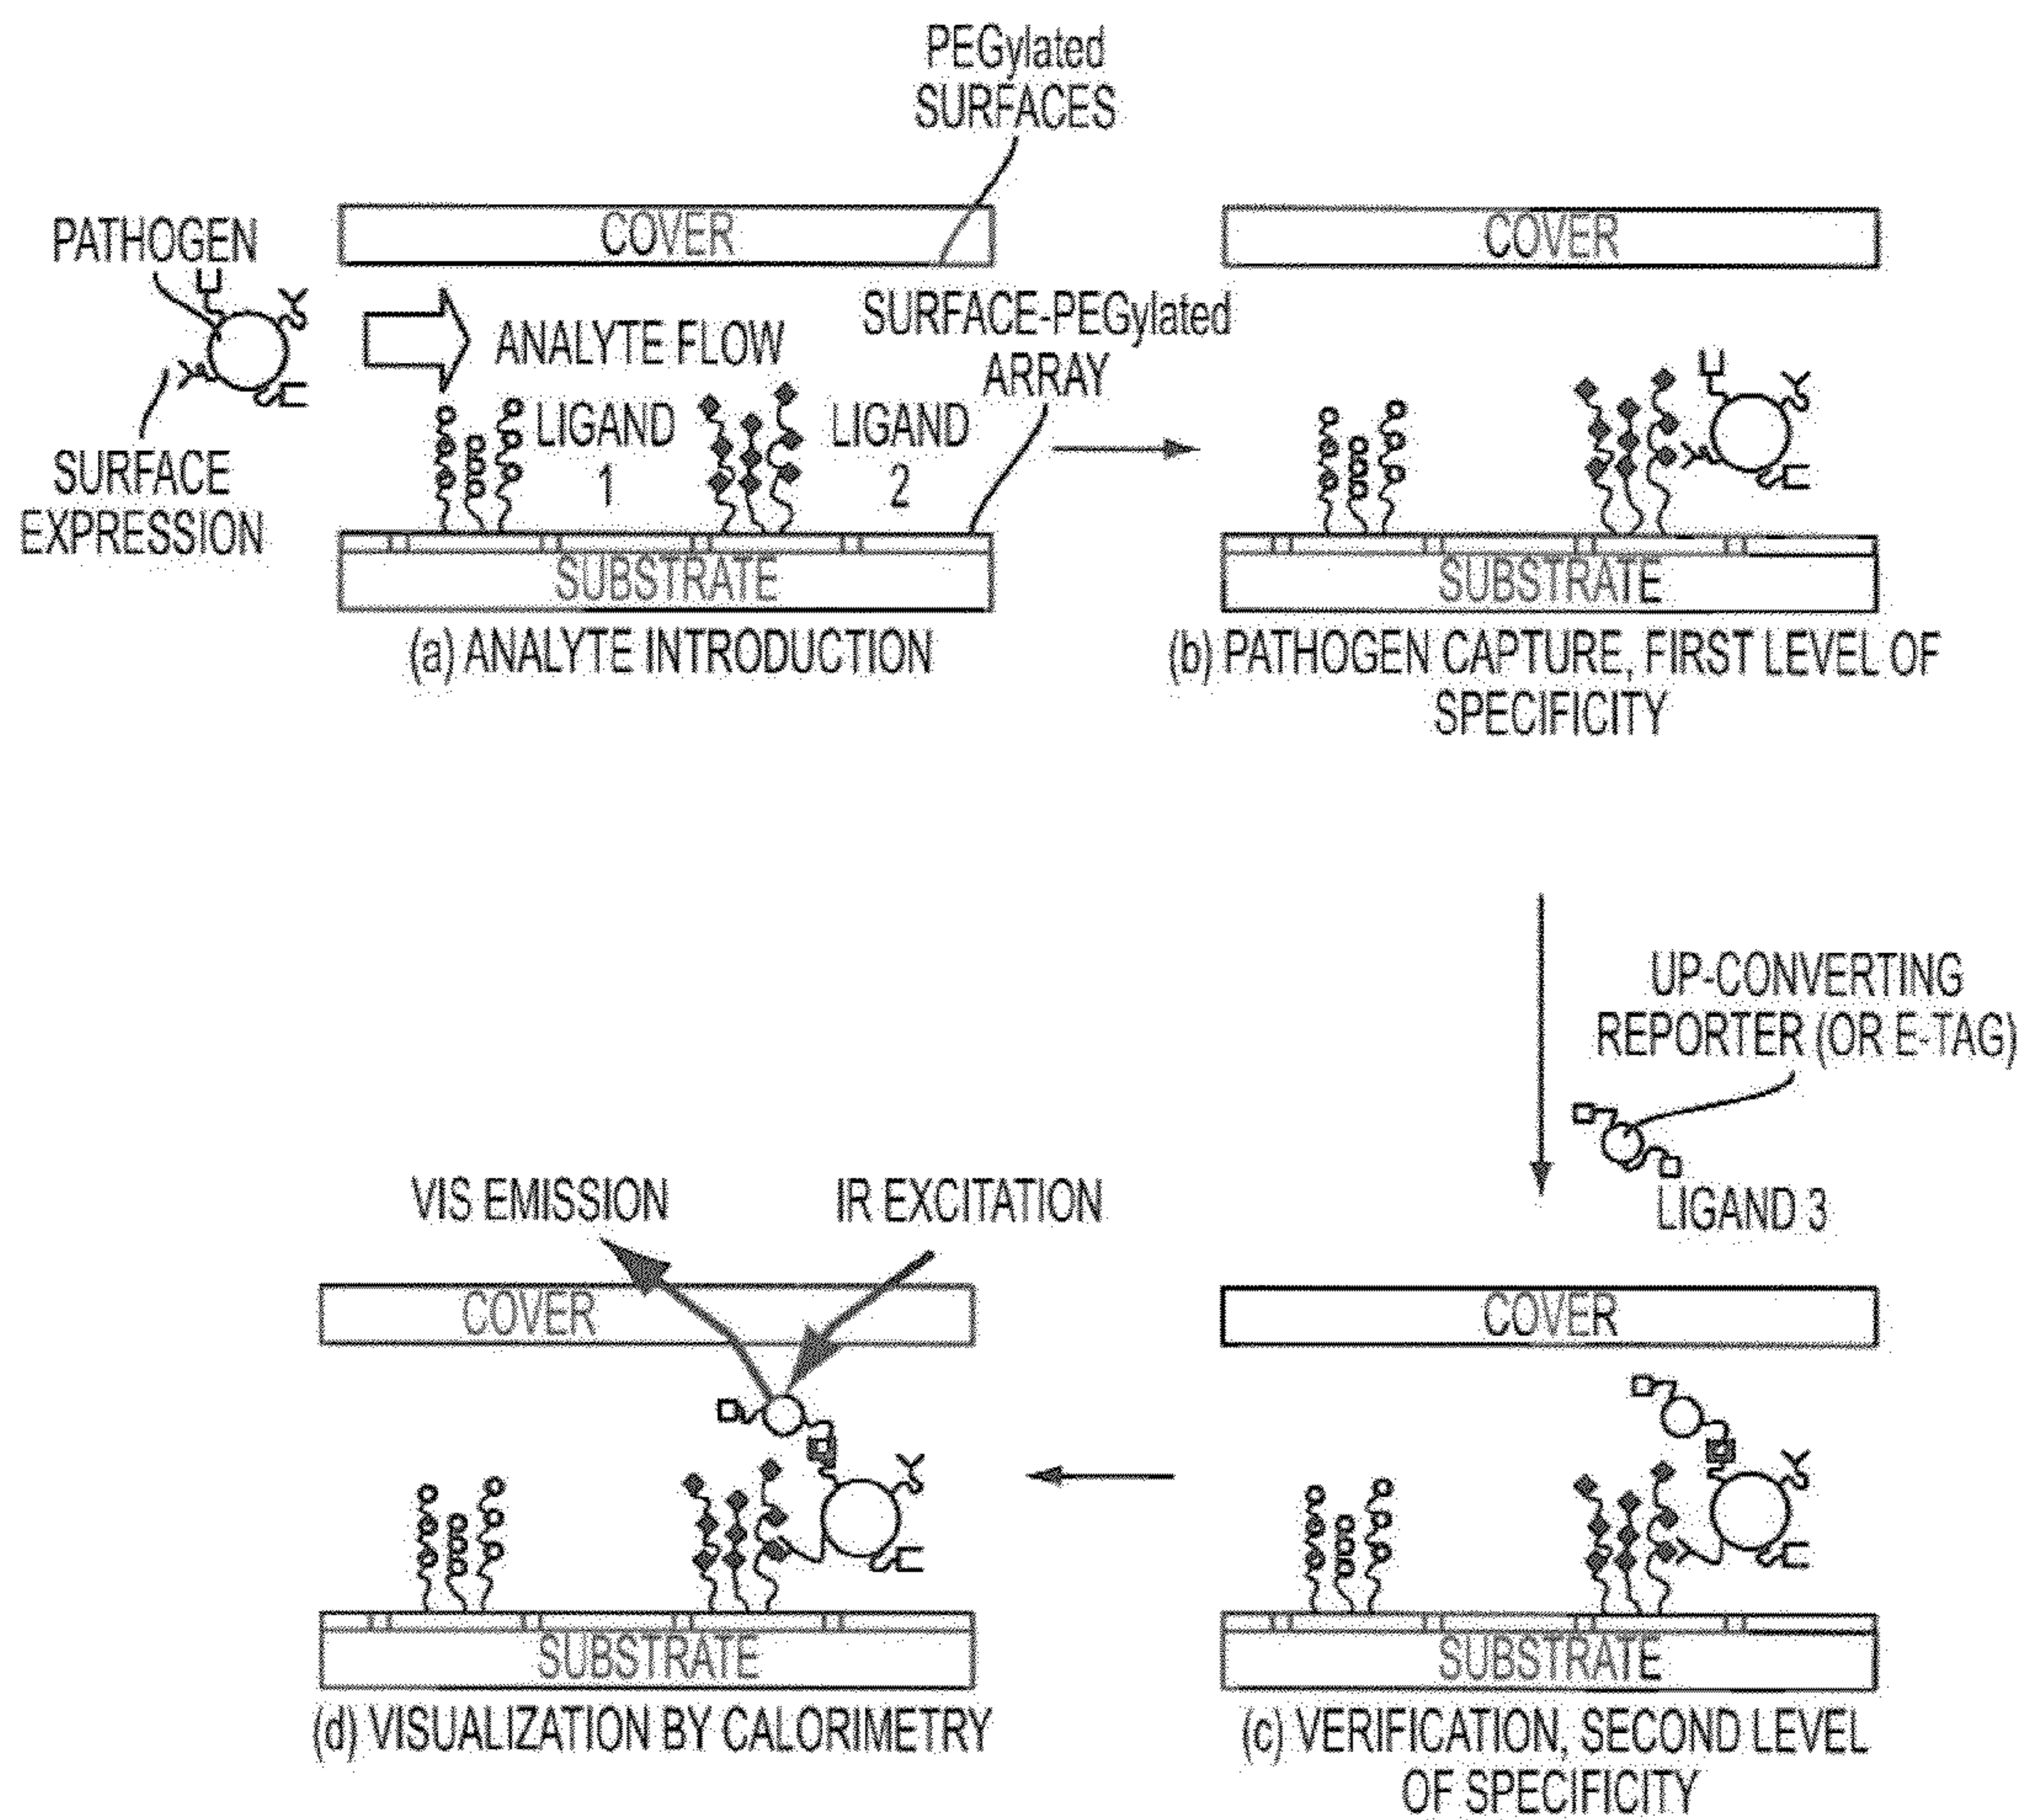 PEGylated
SURFACES
PATHOGEN
COVER
COVER
ANALYTE FLOW
SURFACE-PEGylated
ARRAY
LIGAND
1
LIGAND
2
SURFACE
EXPRESSION
SUBSTRATE
SUBSTRATE
(a) ANALYTE INTRODUCTION
(b) PATHOGEN CAPTURE, FIRST LEVEL OF
SPECIFICITY
UP-CONVERTING
REPORTER (OR E-TAG)
LIGAND 3
VIS EMISSION
IR EXCITATION
COVER
COVER
SUBSTRATE
SUBSTRATE
(d) VISUALIZATION BY CALORIMETRY
(c) VERIFICATION, SECOND LEVEL
OF SPECIFICITY